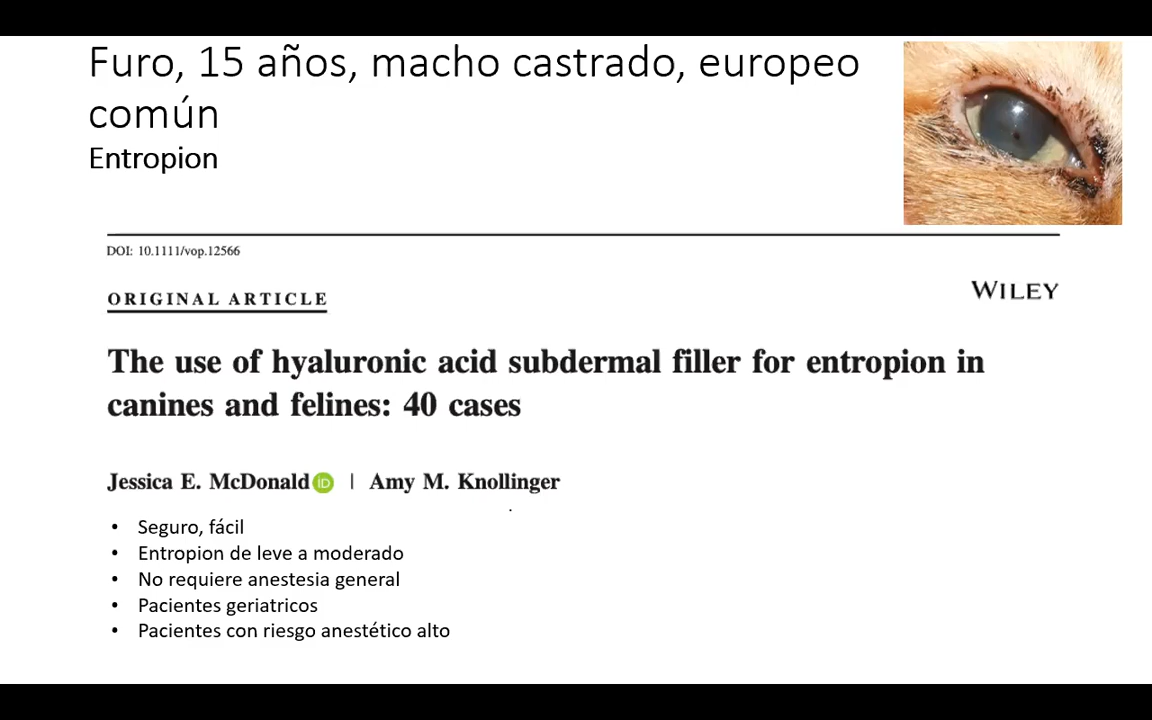 Furo, 15 años, macho castrado, europeo
común
Entropion
DOI: 10.1111/vop.12566
ORIGINAL ARTICLE
WILEY
The use of hyaluronic acid subdermal filler for entropion in
canines and felines: 40 cases
Jessica E. McDonald iD | Amy M. Knollinger
• Seguro, fácil
• Entropion de leve a moderado
• No requiere anestesia general
• Pacientes geriatricos
• Pacientes con riesgo anestético alto